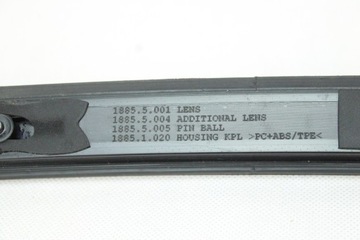 1885.5.001 LENS
1885.5.004 ADDITIONAL LENS
1885.5.005 PIN BALL
1885.1.020 HOUSING KPL >PC+ABS/TPE<